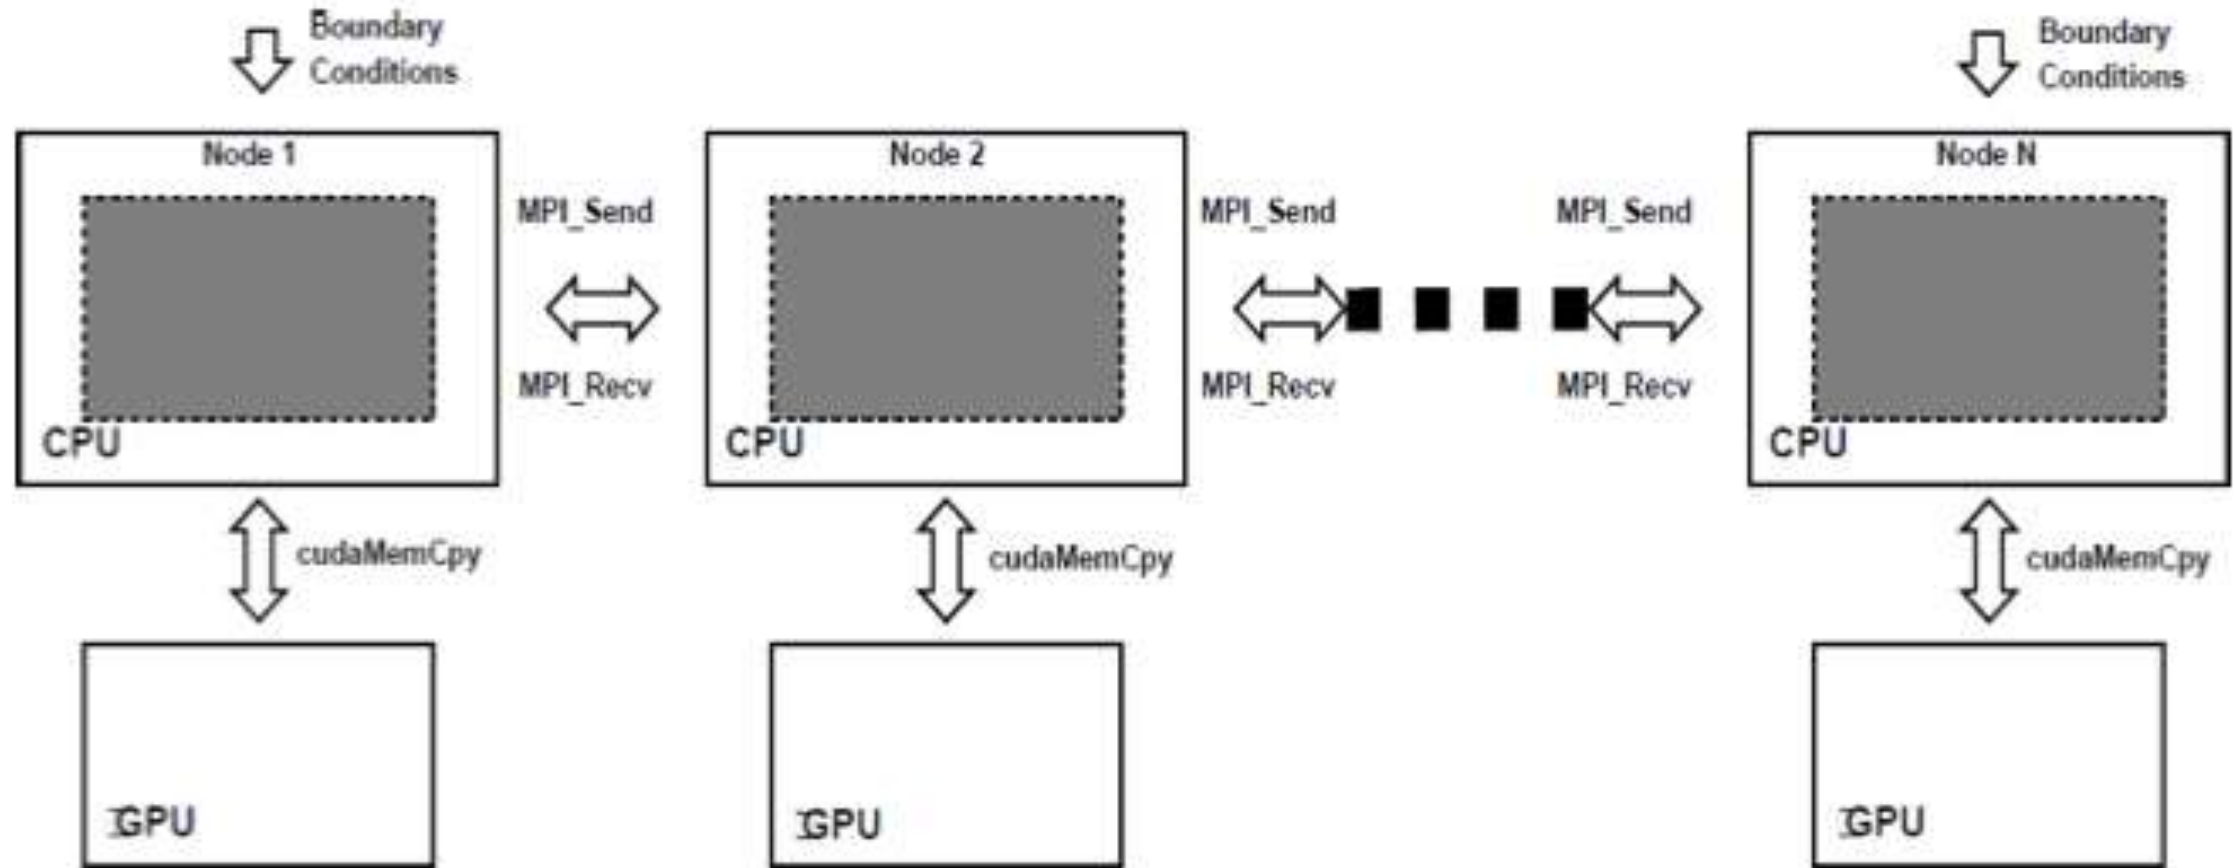 Boundary
Conditions
Boundary
Conditions
Node 1
Node 2
Node N
MPI_Send
MPI_Send
MPI_Send
MPI_Recv
MPI_Recv
MPI_Recv
CPU
CPU
CPU
cudaMemCpy
cudaMemCpy
cudaMemCpy
GPU
GPU
GPU